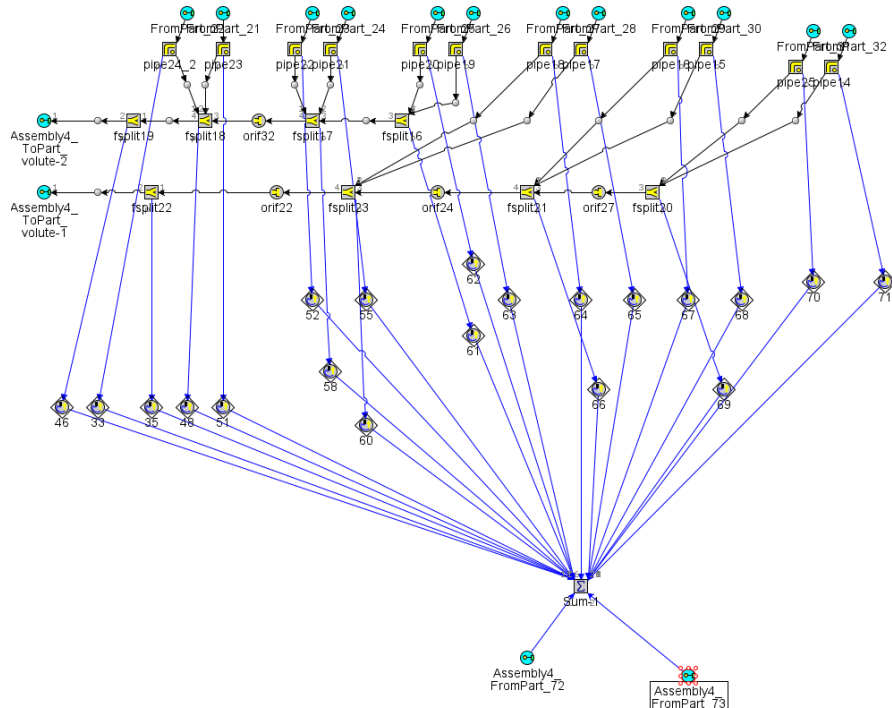 FromPart_21
FromPart_24
FromPart_26
FromPart_28
FromPart_30
FromPart_32
pipe24_2
pipe23
pipe22
pipe21
pipe20
pipe19
pipe18
pipe17
pipe16
pipe15
pipe25
pipe14
Assembly4_
ToPart_
volute-2
fsplit19
fsplit18
orif32
fsplit17
fsplit16
Assembly4_
ToPart_
volute-1
fsplit22
orif22
fsplit23
orif24
fsplit21
orif27
fsplit20
62
52
55
63
64
65
67
68
70
71
61
58
66
69
46
33
35
48
51
60
Sum-1
Assembly4_
FromPart_72
Assembly4_
FromPart_73